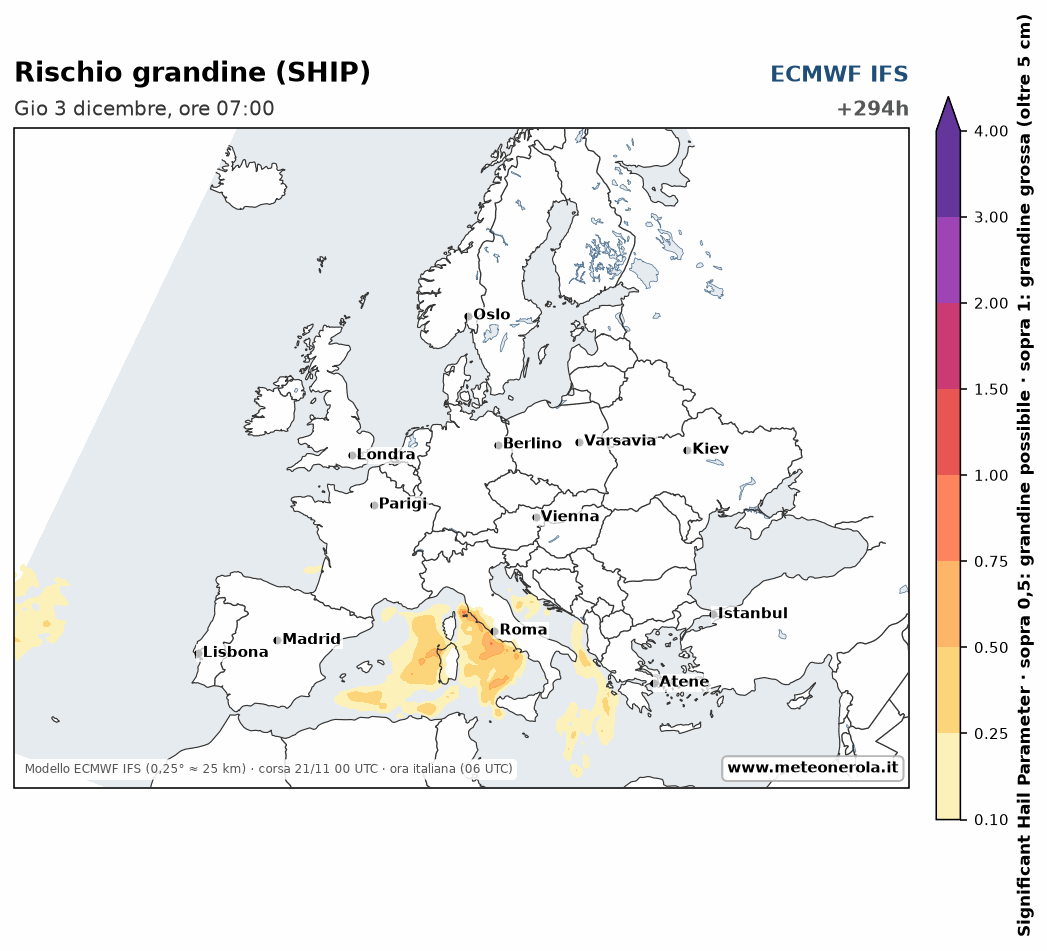 Rischio grandine (SHIP)
ECMWF IFS
Gio 3 dicembre, ore 07:00
+294h
Oslo
Berlino
Varsavia
Kiev
Londra
Parigi
Vienna
Istanbul
Roma
Madrid
Lisbona
Atene
Modello ECMWF IFS (0,25° ≈ 25 km) · corsa 21/11 00 UTC · ora italiana (06 UTC)
www.meteonerola.it
4.00
3.00
2.00
1.50
1.00
0.75
0.50
0.25
0.10
Significant Hail Parameter · sopra 0,5: grandine possibile · sopra 1: grandine grossa (oltre 5 cm)